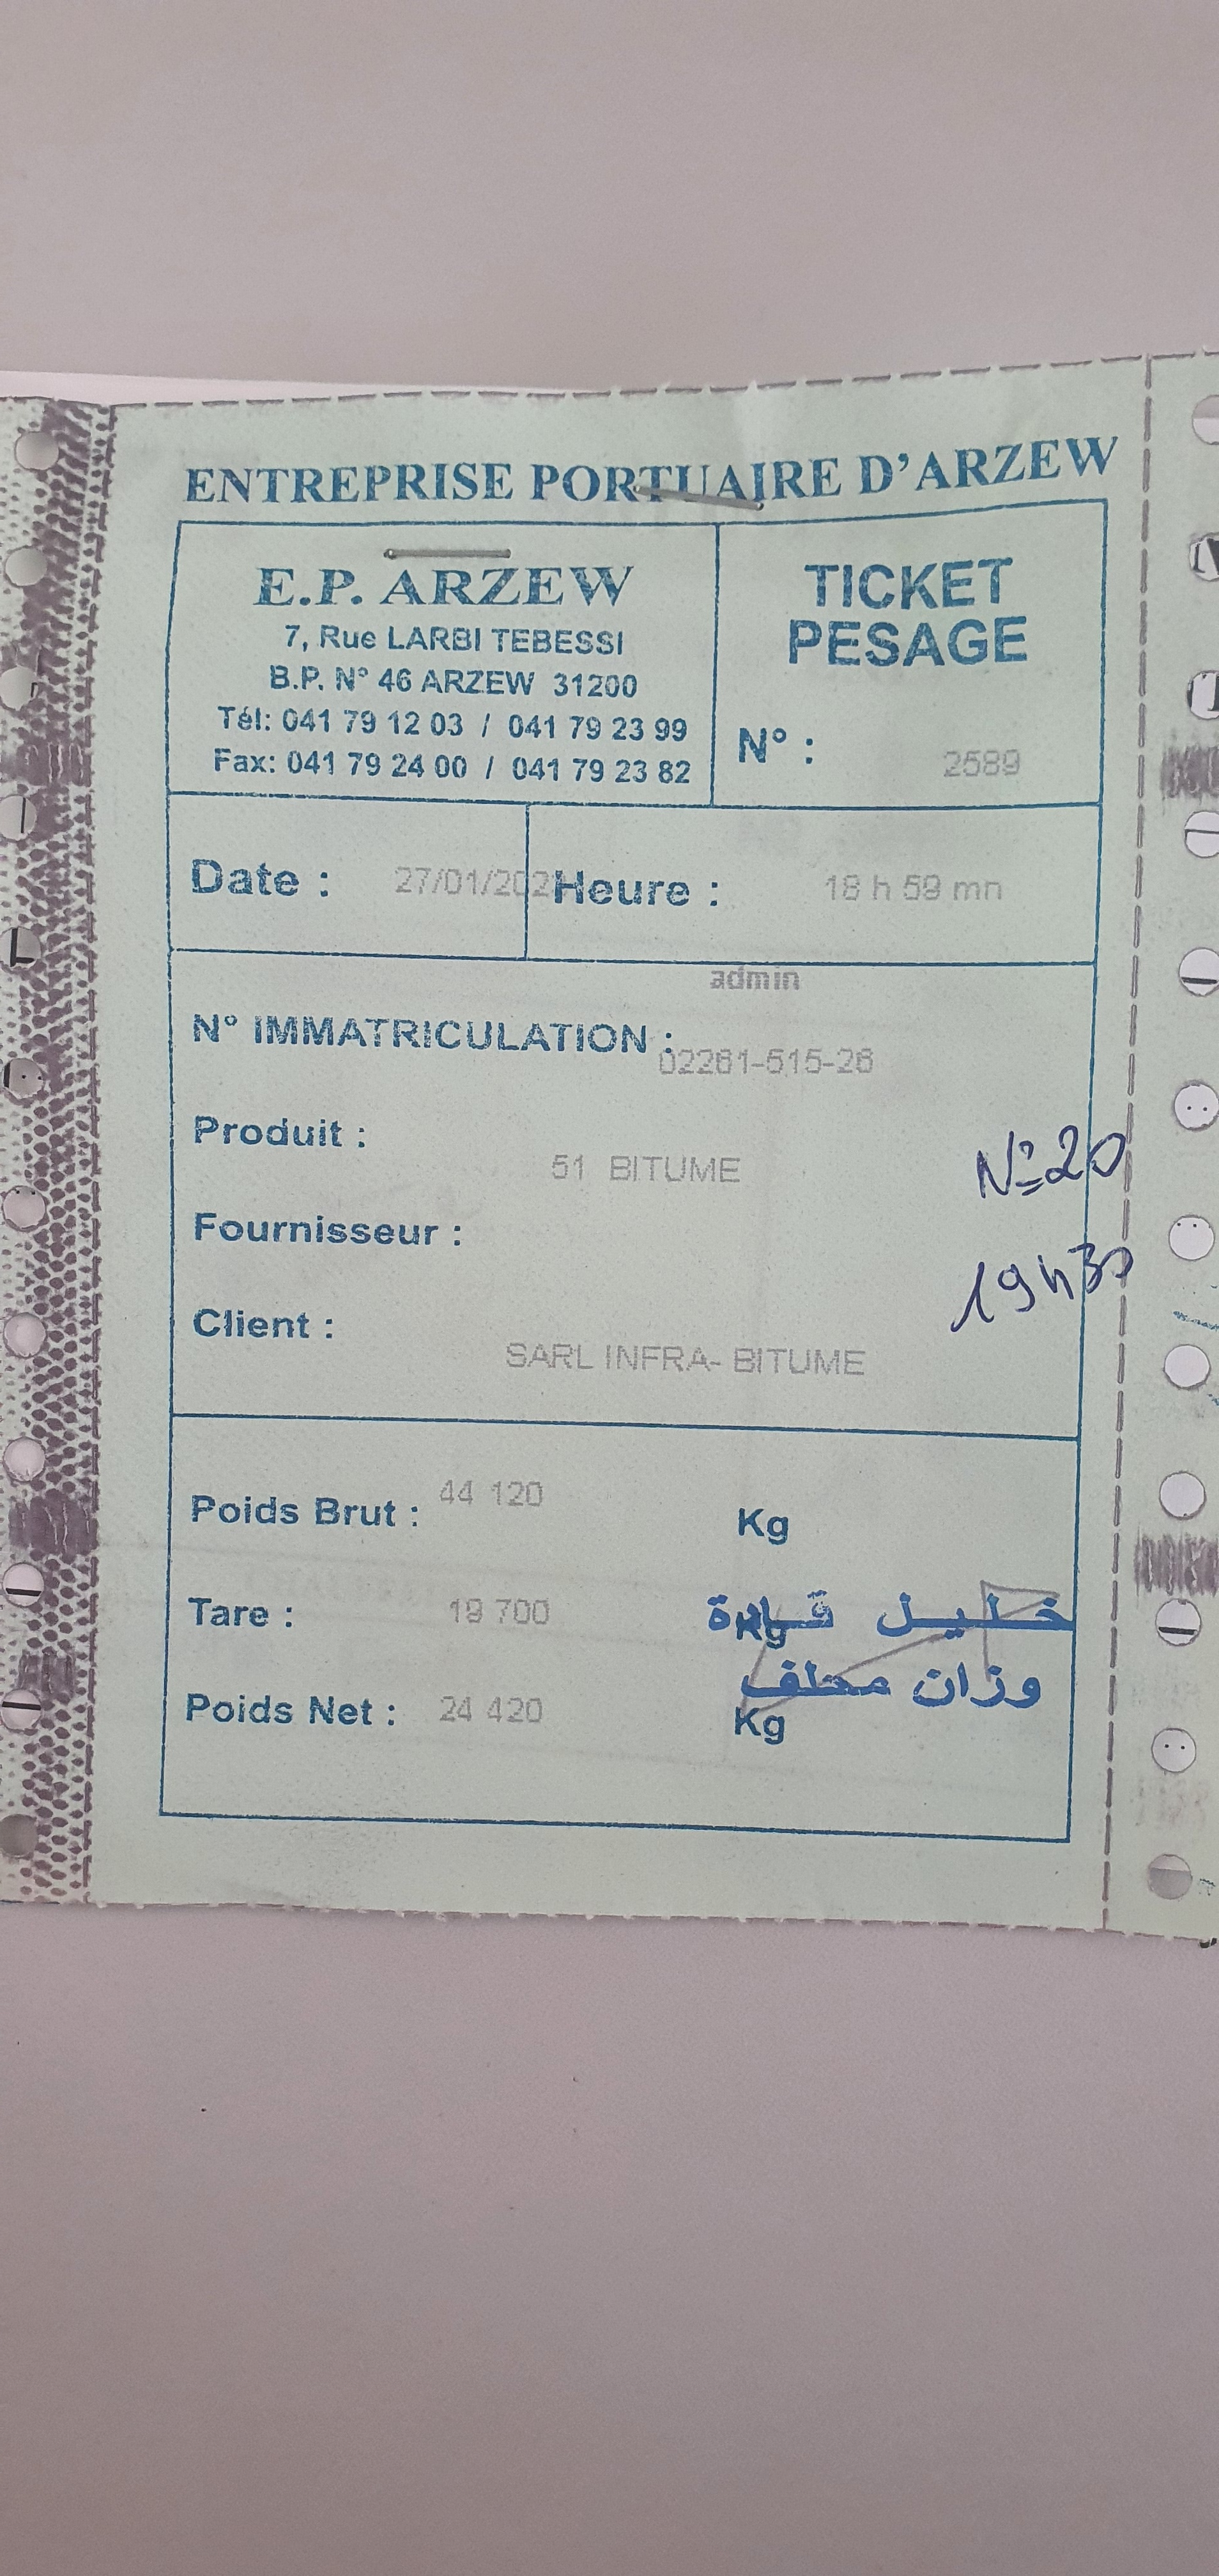 ENTREPRISE PORTUAIRE D'ARZEW
E.P. ARZEW
7, Rue LARBI TEBESSI
B.P. N° 46 ARZEW 31200
Tél: 041 79 12 03 / 041 79 23 99
Fax: 041 79 24 00 / 041 79 23 82
TICKET
PESAGE
N° : 2589
Date : 27/01/202
Heure : 18 h 59 mn
admin
N° IMMATRICULATION : 02261-515-26
Produit : 51 BITUME
N° 20
Fournisseur :
19h30
Client : SARL INFRA- BITUME
Poids Brut : 44 120 Kg
Tare : 19 700 Kg
خليل قادة
وزان محلف
Poids Net : 24 420 Kg